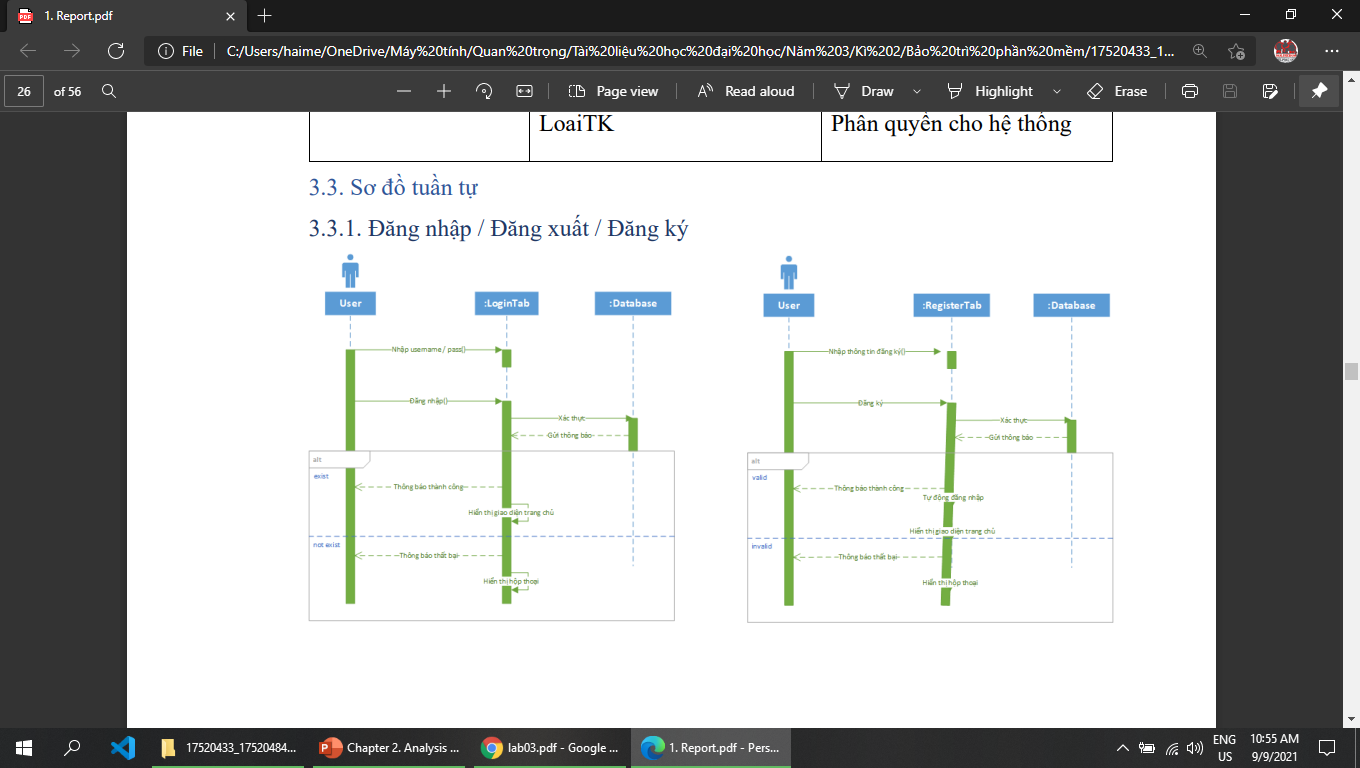 1. Report.pdf
File
C:/Users/haime/OneDrive/Máy%20tính/Quan%20trọng/Tài%20liệu%20học%20đại%20học/Năm%203/Kì%202/Bảo%20trì%20phần%20mềm/17520433_1...
26 of 56
Page view
Read aloud
Draw
Highlight
Erase
LoaiTK
Phân quyền cho hệ thống
3.3. Sơ đồ tuần tự
3.3.1. Đăng nhập / Đăng xuất / Đăng ký
User
:LoginTab
:Database
Nhập username / pass()
Đăng nhập()
Xác thực
Gửi thông báo
alt
exist
Thông báo thành công
Hiển thị giao diện trang chủ
not exist
Thông báo thất bại
Hiển thị hộp thoại
User
:RegisterTab
:Database
Nhập thông tin đăng ký()
Đăng ký
Xác thực
Gửi thông báo
alt
valid
Thông báo thành công
Tự động đăng nhập
Hiển thị giao diện trang chủ
invalid
Thông báo thất bại
Hiển thị hộp thoại
17520433_17520484...
Chapter 2. Analysis ...
lab03.pdf - Google ...
1. Report.pdf - Pers...
ENG
US
10:55 AM
9/9/2021